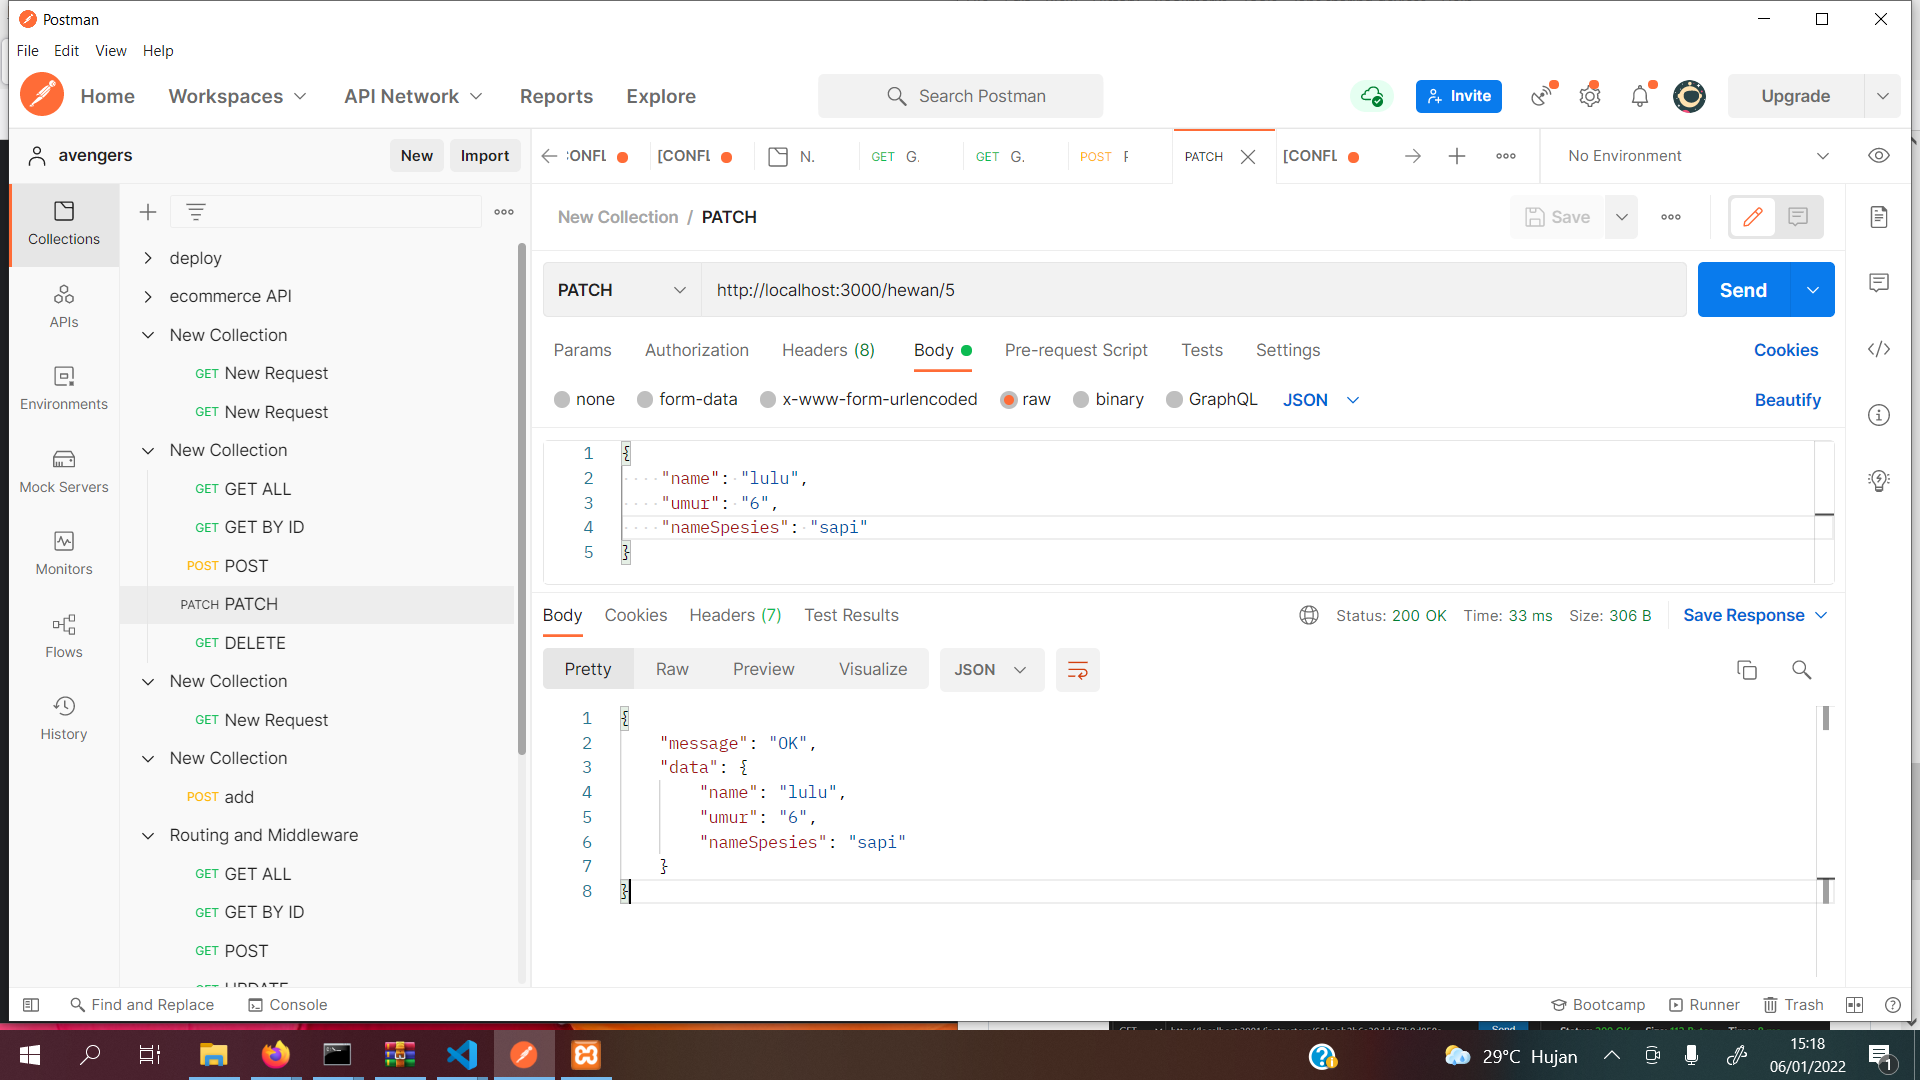 Postman
File Edit View Help
Home Workspaces API Network Reports Explore
Search Postman
Invite
Upgrade
avengers
New
Import
CONFL
[CONFL
N.
GET G.
GET G.
POST
PATCH
[CONFL
No Environment
Collections
APIs
Environments
Mock Servers
Monitors
Flows
History
deploy
ecommerce API
New Collection
GET New Request
GET New Request
New Collection
GET GET ALL
GET GET BY ID
POST POST
PATCH PATCH
GET DELETE
New Collection
GET New Request
New Collection
POST add
Routing and Middleware
GET GET ALL
GET GET BY ID
GET POST
GET UPDATE
New Collection / PATCH
Save
PATCH
http://localhost:3000/hewan/5
Send
Params Authorization Headers (8) Body Pre-request Script Tests Settings
Cookies
none form-data x-www-form-urlencoded raw binary GraphQL JSON
Beautify
1 {
2 "name": "lulu",
3 "umur": "6",
4 "nameSpesies": "sapi"
5 }
Body Cookies Headers (7) Test Results
Status: 200 OK Time: 33 ms Size: 306 B
Save Response
Pretty Raw Preview Visualize
JSON
1 {
2 "message": "OK",
3 "data": {
4 "name": "lulu",
5 "umur": "6",
6 "nameSpesies": "sapi"
7 }
8 }
Find and Replace
Console
Bootcamp
Runner
Trash
29°C Hujan
15:18
06/01/2022
1